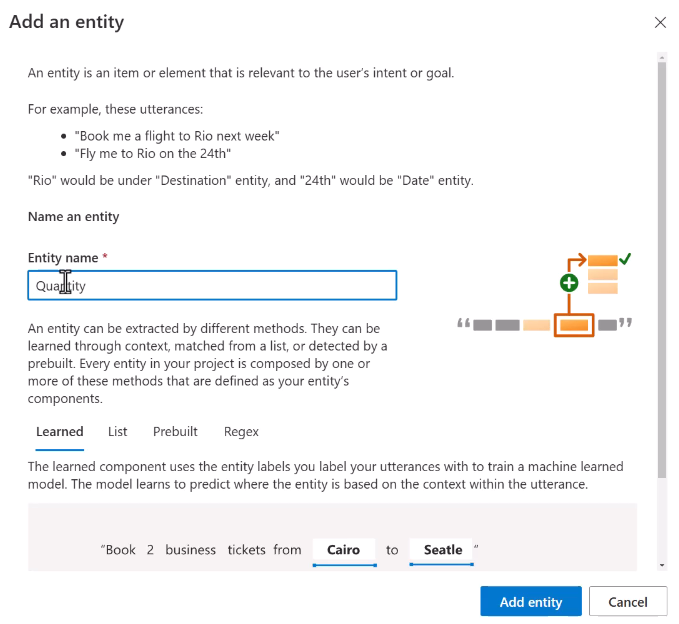 Add an entity
An entity is an item or element that is relevant to the user's intent or goal.
For example, these utterances:
• "Book me a flight to Rio next week"
• "Fly me to Rio on the 24th"
"Rio" would be under "Destination" entity, and "24th" would be "Date" entity.
Name an entity
Entity name *
Quantity
An entity can be extracted by different methods. They can be
learned through context, matched from a list, or detected by a
prebuilt. Every entity in your project is composed by one or
more of these methods that are defined as your entity's
components.
Learned List Prebuilt Regex
The learned component uses the entity labels you label your utterances with to train a machine learned
model. The model learns to predict where the entity is based on the context within the utterance.
"Book 2 business tickets from Cairo to Seatle "
Add entity Cancel